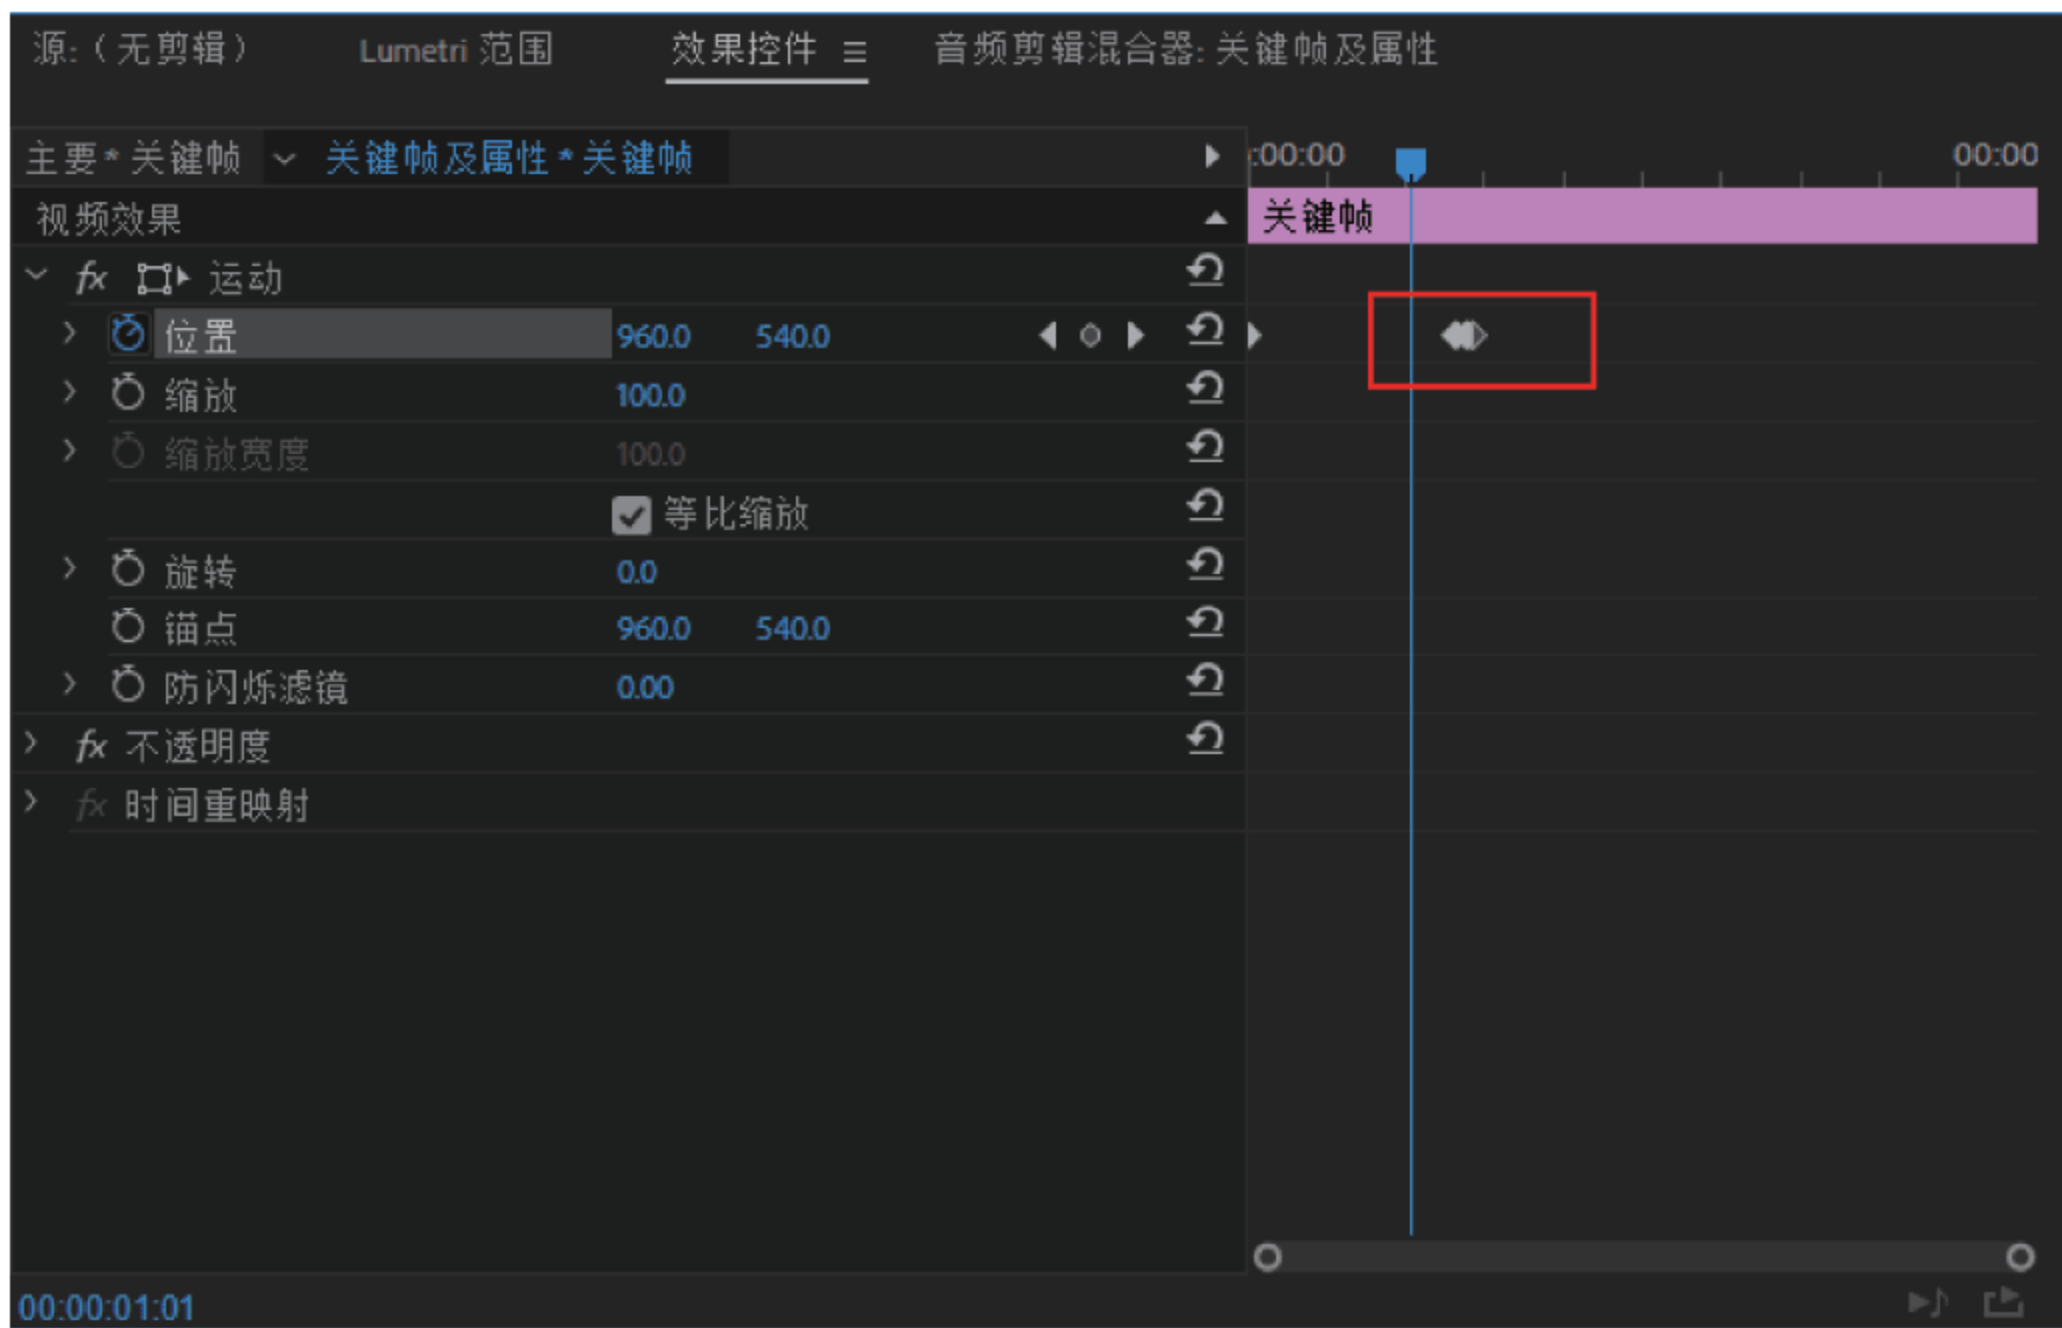 源:（无剪辑） Lumetri 范围 效果控件 音频剪辑混合器: 关键帧及属性
主要*关键帧 关键帧及属性*关键帧 :00:00 00:00
视频效果 关键帧
fx 运动
位置 960.0 540.0
缩放 100.0
缩放宽度 100.0
等比缩放
旋转 0.0
锚点 960.0 540.0
防闪烁滤镜 0.00
fx 不透明度
fx 时间重映射
00:00:01:01